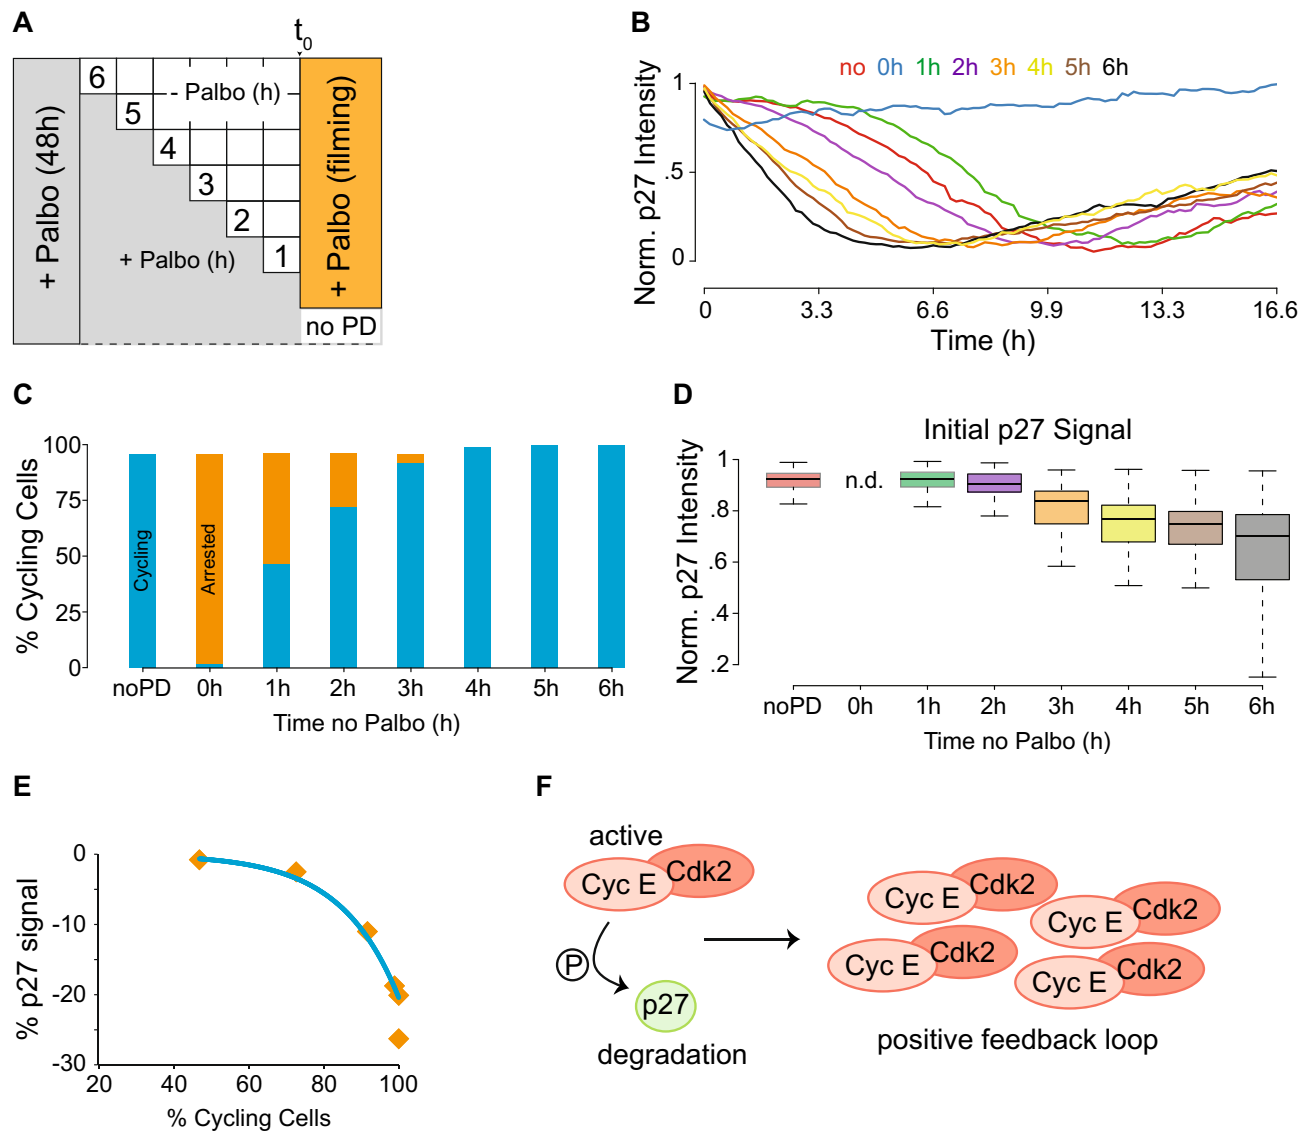 A
t0
6
- Palbo (h)
5
4
3
2
1
+ Palbo (48h)
+ Palbo (h)
+ Palbo (filming)
no PD
B
no 0h 1h 2h 3h 4h 5h 6h
Norm. p27 Intensity
1
.5
0
0 3.3 6.6 9.9 13.3 16.6
Time (h)
C
% Cycling Cells
100
75
50
25
0
Cycling
Arrested
noPD 0h 1h 2h 3h 4h 5h 6h
Time no Palbo (h)
D
Initial p27 Signal
Norm. p27 Intensity
1
.8
.6
.4
.2
n.d.
noPD 0h 1h 2h 3h 4h 5h 6h
Time no Palbo (h)
E
% p27 signal
0
-10
-20
-30
20 40 60 80 100
% Cycling Cells
F
active
Cyc E Cdk2
P
p27
degradation
Cyc E Cdk2
Cyc E Cdk2
Cyc E Cdk2
Cyc E Cdk2
positive feedback loop